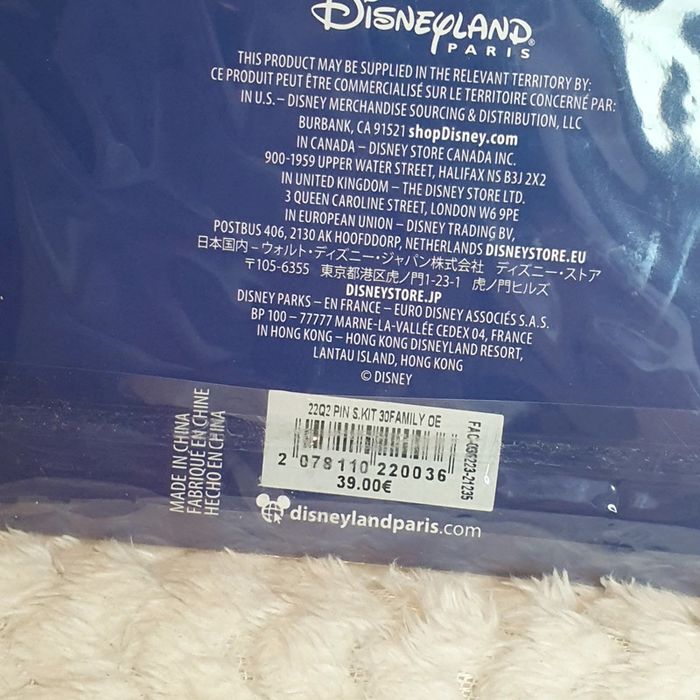 DISNEYLAND
PARIS
THIS PRODUCT MAY BE SUPPLIED IN THE RELEVANT TERRITORY BY:
CE PRODUIT PEUT ÊTRE COMMERCIALISÉ SUR LE TERRITOIRE CONCERNÉ PAR:
IN U.S. – DISNEY MERCHANDISE SOURCING & DISTRIBUTION, LLC
BURBANK, CA 91521 shopDisney.com
IN CANADA – DISNEY STORE CANADA INC.
900-1959 UPPER WATER STREET, HALIFAX NS B3J 2X2
IN UNITED KINGDOM – THE DISNEY STORE LTD.
3 QUEEN CAROLINE STREET, LONDON W6 9PE
IN EUROPEAN UNION – DISNEY TRADING BV,
POSTBUS 406, 2130 AK HOOFDDORP, NETHERLANDS DISNEYSTORE.EU
日本国内 – ウォルト・ディズニー・ジャパン株式会社 ディズニー・ストア
〒105-6355 東京都港区虎ノ門1-23-1 虎ノ門ヒルズ
DISNEYSTORE.JP
DISNEY PARKS – EN FRANCE – EURO DISNEY ASSOCIÉS S.A.S.
BP 100 – 77777 MARNE-LA-VALLÉE CEDEX 04, FRANCE
IN HONG KONG – HONG KONG DISNEYLAND RESORT,
LANTAU ISLAND, HONG KONG
© DISNEY
MADE IN CHINA
FABRIQUÉ EN CHINE
HECHO EN CHINA
22Q2 PIN S.KIT 30FAMILY OE
2 078110 220036
39.00€
disneylandparis.com